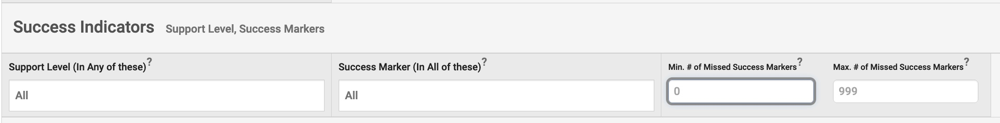 Success Indicators Support Level, Success Markers
Support Level (In Any of these)? Success Marker (In All of these)? Min. # of Missed Success Markers? Max. # of Missed Success Markers?
All All 0 999